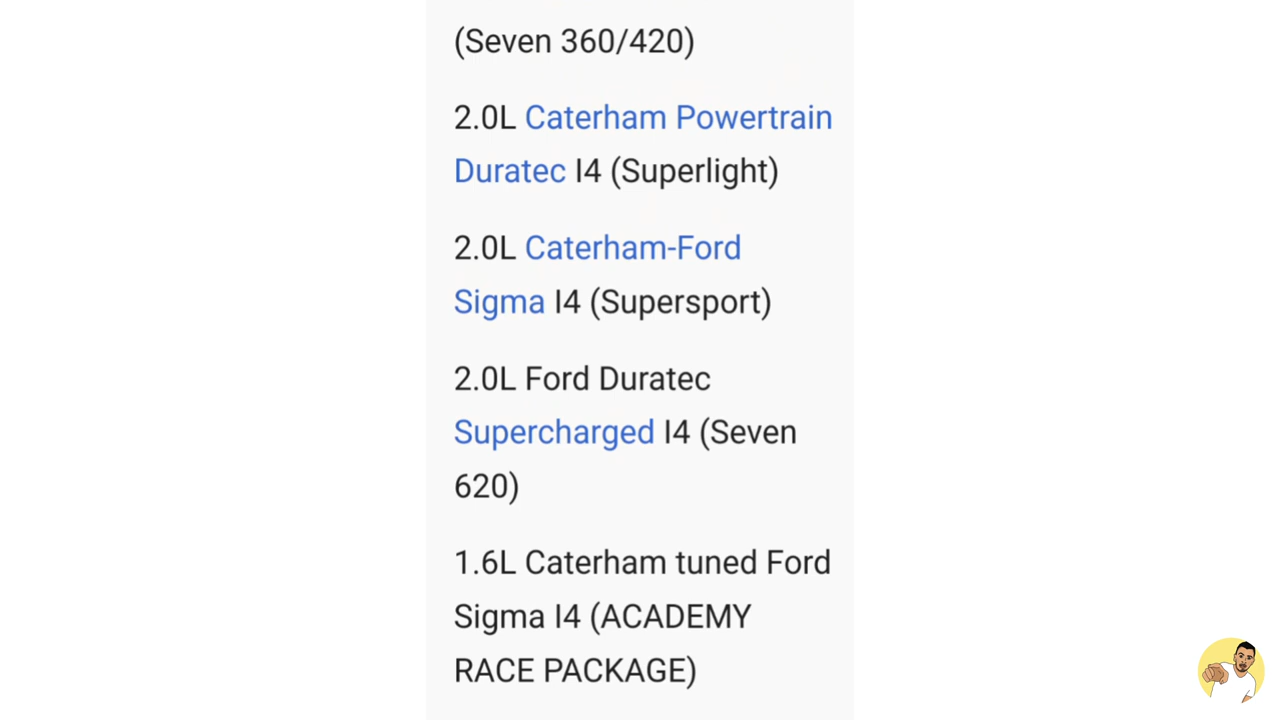 (Seven 360/420)
2.0L Caterham Powertrain
Duratec I4 (Superlight)
2.0L Caterham-Ford
Sigma I4 (Supersport)
2.0L Ford Duratec
Supercharged I4 (Seven
620)
1.6L Caterham tuned Ford
Sigma I4 (ACADEMY
RACE PACKAGE)